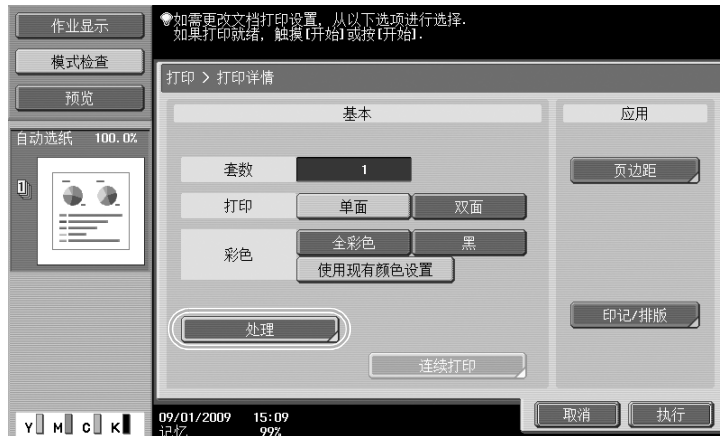 作业显示
模式检查
预览
自动选纸 100.0%
1
如需更改文档打印设置, 从以下选项进行选择.
如果打印就绪, 触摸[开始]或按[开始].
打印 > 打印详情
基本
应用
套数 1
页边距
打印 单面 双面
彩色 全彩色 黑
使用现有颜色设置
印记/排版
处理
连续打印
取消 执行
Y M C K
09/01/2009 15:09
记忆 99%